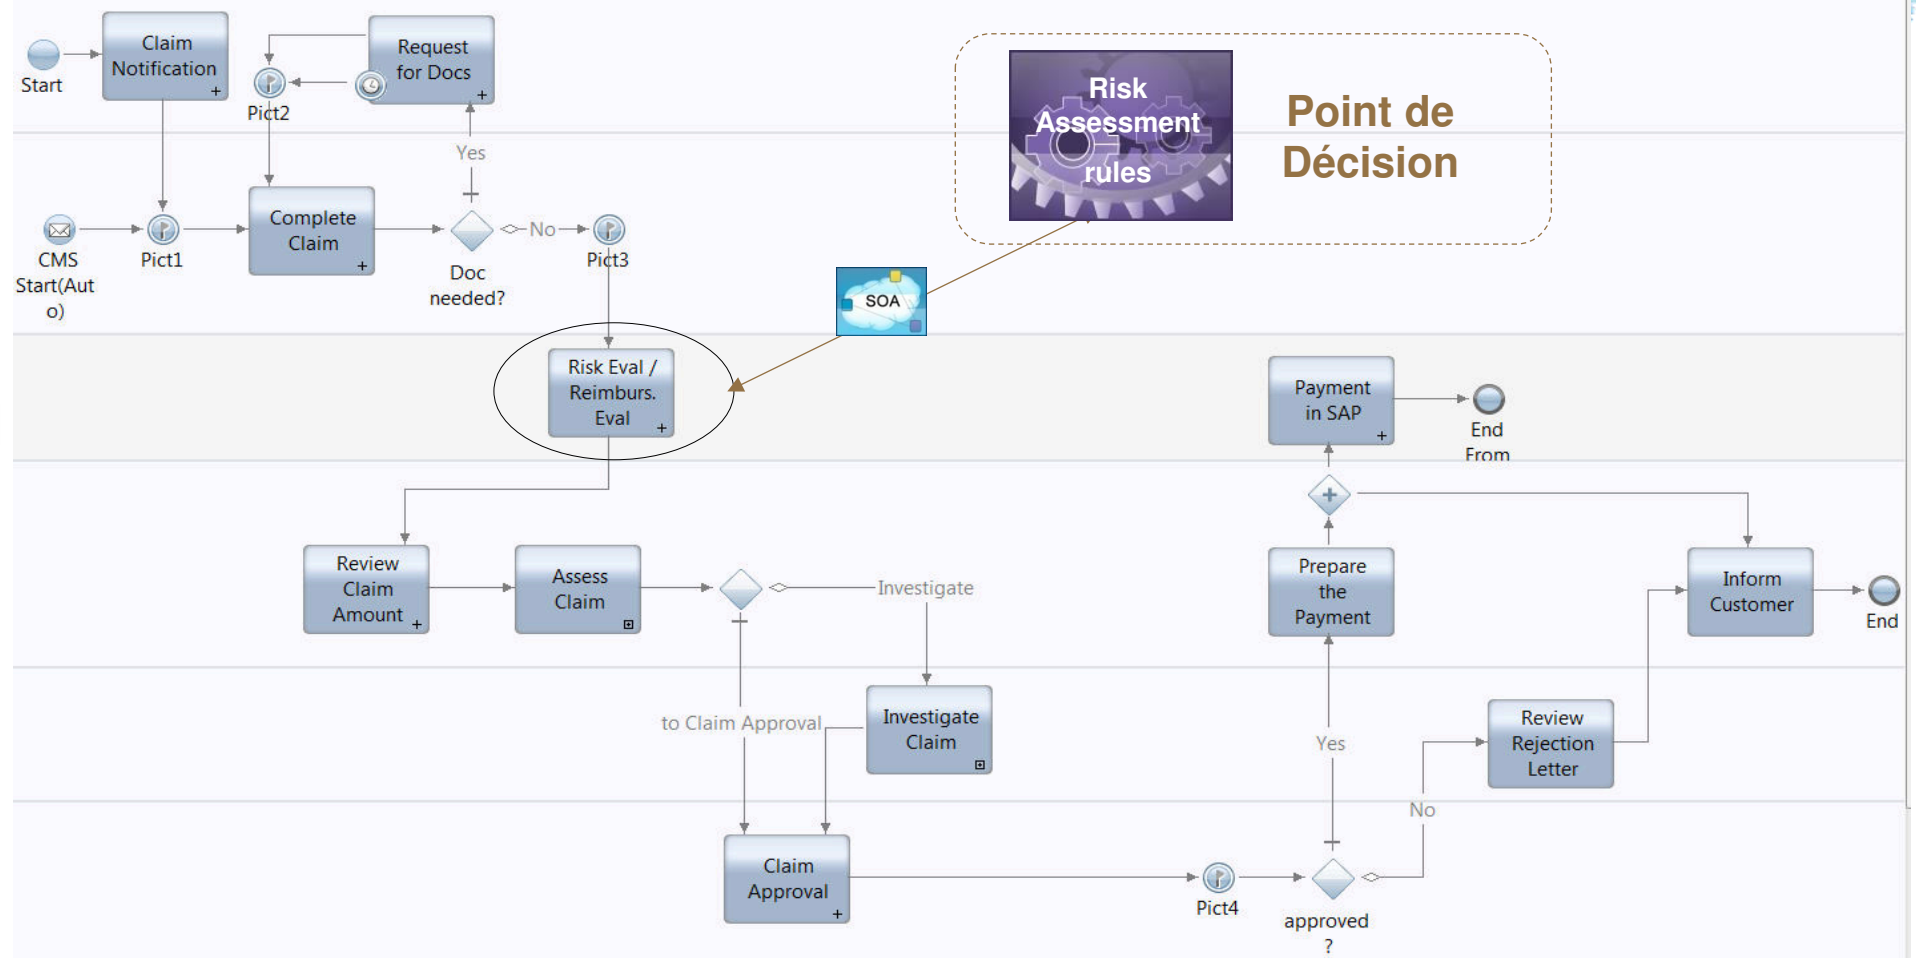 Claim
Notification
Start
Request
for Docs
Pict2
Yes
Risk
Assessment
rules
Point de
Décision
CMS
Start(Aut
o)
Pict1
Complete
Claim
Doc
needed?
No
Pict3
SOA
Risk Eval /
Reimburs.
Eval
Payment
in SAP
End
From
Review
Claim
Amount
Assess
Claim
Investigate
Prepare
the
Payment
Inform
Customer
End
to Claim Approval
Investigate
Claim
Yes
Review
Rejection
Letter
No
Claim
Approval
Pict4
approved
?